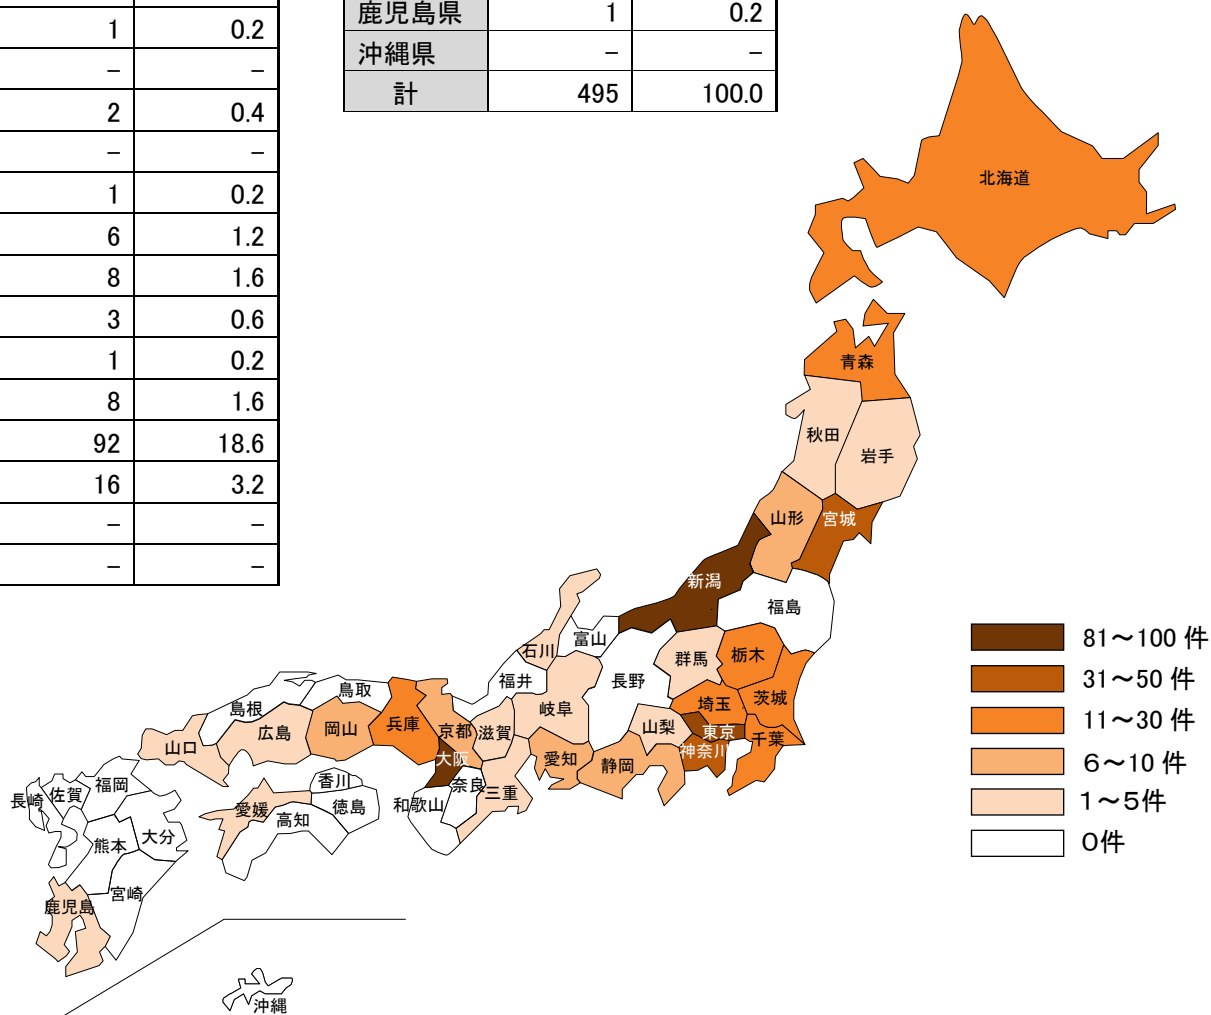 1 0.2
－ －
2 0.4
－ －
1 0.2
6 1.2
8 1.6
3 0.6
1 0.2
8 1.6
92 18.6
16 3.2
－ －
－ －
鹿児島県 1 0.2
沖縄県 － －
計 495 100.0
北海道
青森
秋田
岩手
山形
宮城
新潟
福島
富山
石川
群馬
栃木
福井
長野
茨城
埼玉
岐阜
山梨
東京
千葉
神奈川
鳥取
島根
兵庫
京都
滋賀
広島
岡山
山口
大阪
愛知
静岡
奈良
三重
和歌山
香川
徳島
愛媛
高知
福岡
佐賀
長崎
大分
熊本
宮崎
鹿児島
沖縄
81～100 件
31～50 件
11～30 件
6～10 件
1～5件
0件